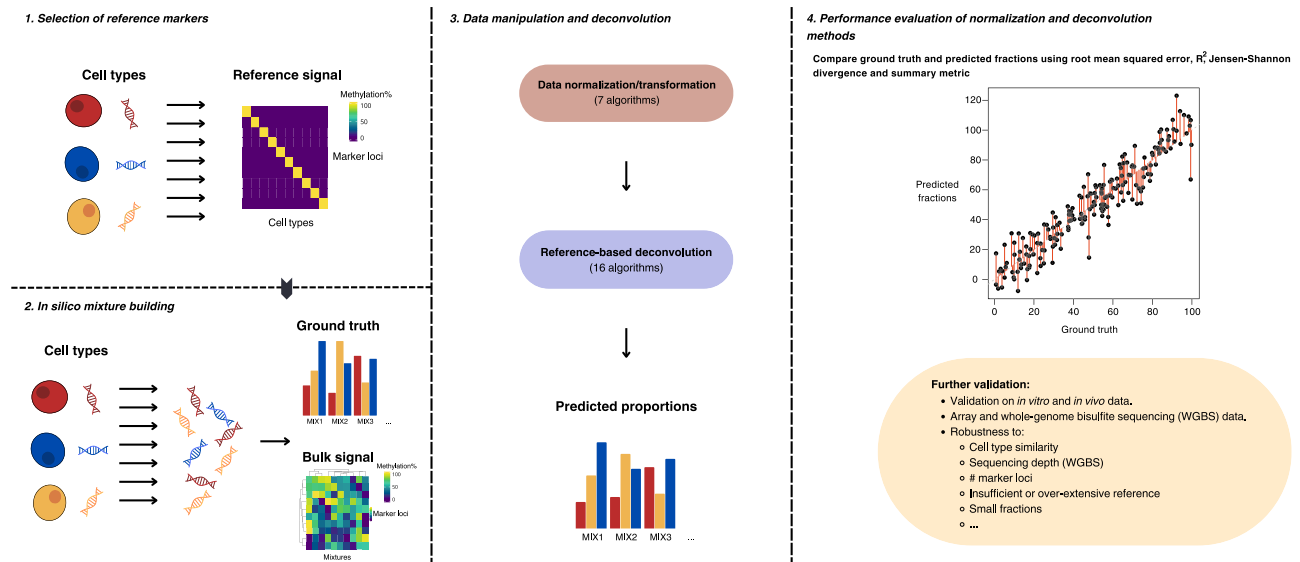 1. Selection of reference markers
Cell types
Reference signal
Methylation%
100
50
0
Marker loci
Cell types
2. In silico mixture building
Cell types
Ground truth
MIX1 MIX2 MIX3 ...
Bulk signal
Methylation%
100
50
0
Marker loci
Mixtures
3. Data manipulation and deconvolution
Data normalization/transformation
(7 algorithms)
Reference-based deconvolution
(16 algorithms)
Predicted proportions
MIX1 MIX2 MIX3 ...
4. Performance evaluation of normalization and deconvolution
methods
Compare ground truth and predicted fractions using root mean squared error, R², Jensen-Shannon
divergence and summary metric
120
100
80
60
40
20
0
Predicted
fractions
0 20 40 60 80 100
Ground truth
Further validation:
• Validation on in vitro and in vivo data.
• Array and whole-genome bisulfite sequencing (WGBS) data.
• Robustness to:
○ Cell type similarity
○ Sequencing depth (WGBS)
○ # marker loci
○ Insufficient or over-extensive reference
○ Small fractions
○ ...